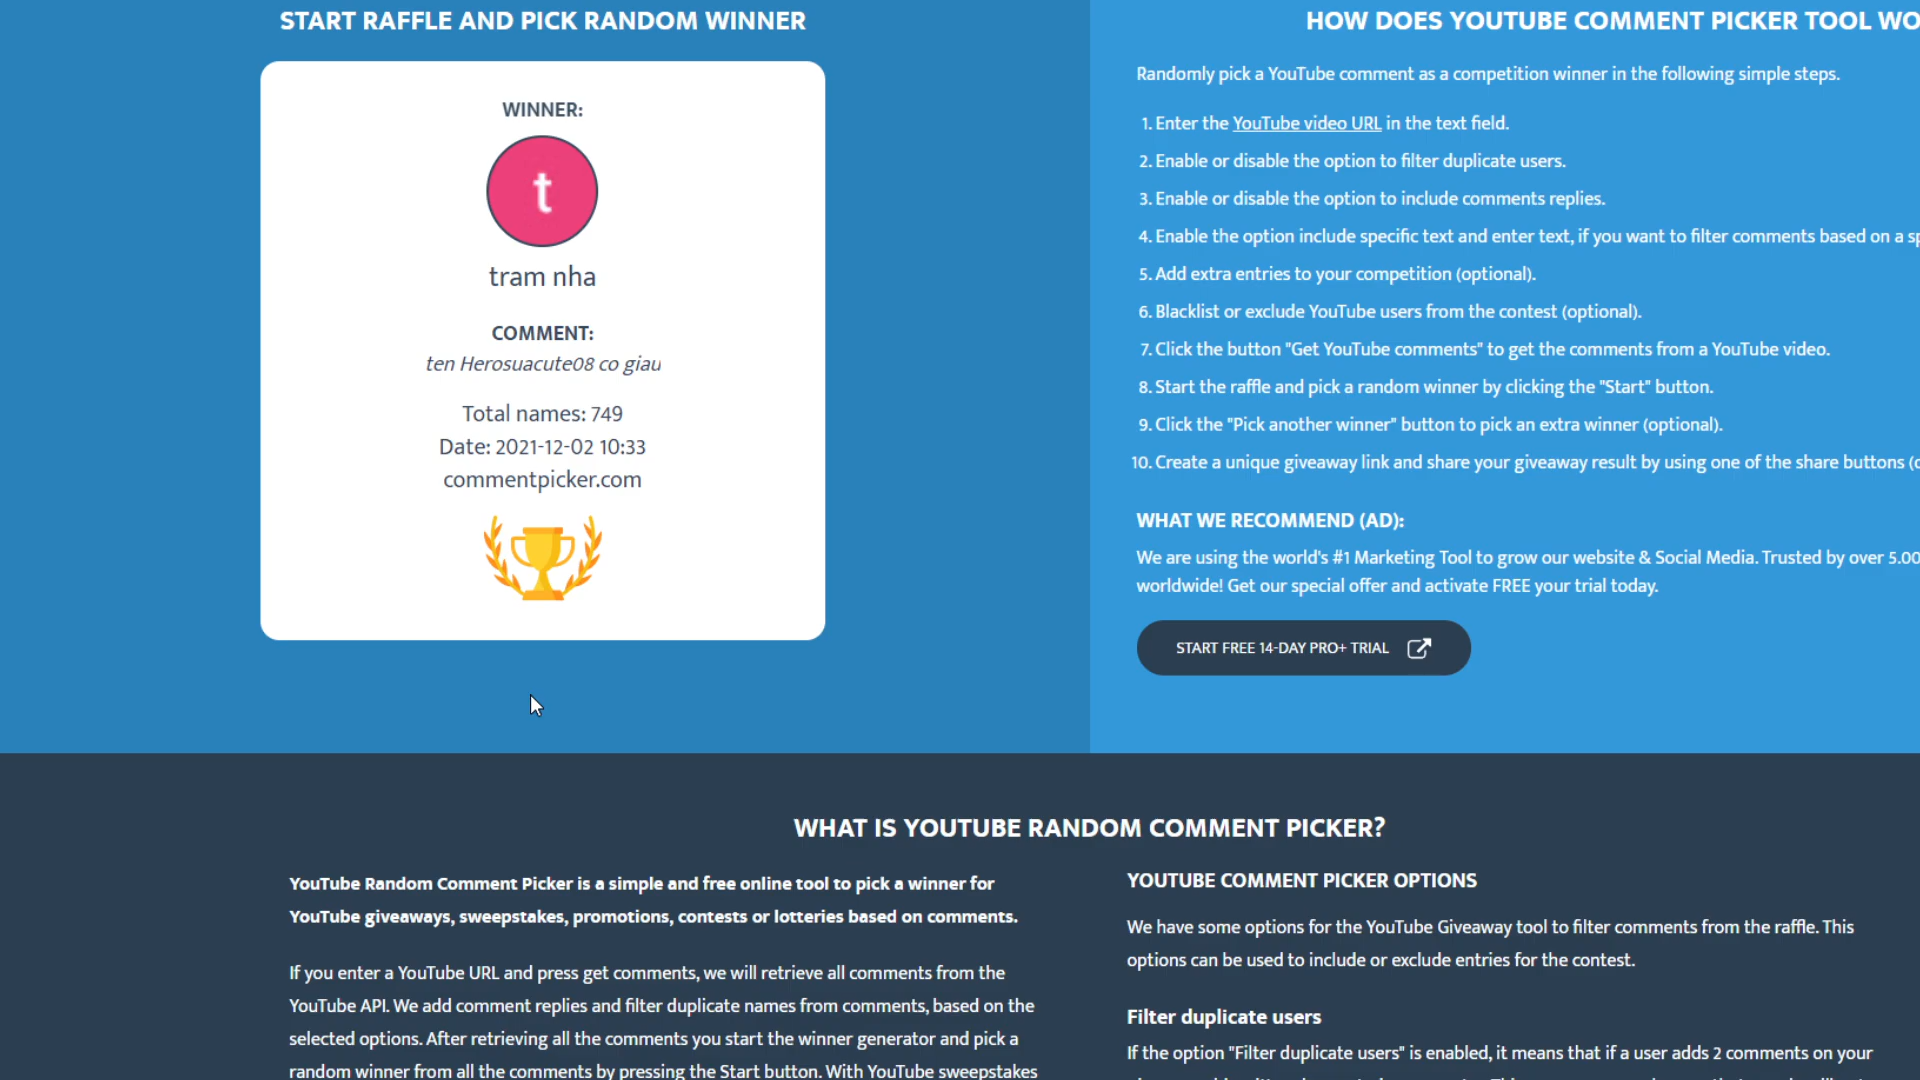 START RAFFLE AND PICK RANDOM WINNER
WINNER:
t
tram nha
COMMENT:
ten Herosuacute08 co giau
Total names: 749
Date: 2021-12-02 10:33
commentpicker.com
HOW DOES YOUTUBE COMMENT PICKER TOOL WO
Randomly pick a YouTube comment as a competition winner in the following simple steps.
1. Enter the YouTube video URL in the text field.
2. Enable or disable the option to filter duplicate users.
3. Enable or disable the option to include comments replies.
4. Enable the option include specific text and enter text, if you want to filter comments based on a sp
5. Add extra entries to your competition (optional).
6. Blacklist or exclude YouTube users from the contest (optional).
7. Click the button "Get YouTube comments" to get the comments from a YouTube video.
8. Start the raffle and pick a random winner by clicking the "Start" button.
9. Click the "Pick another winner" button to pick an extra winner (optional).
10. Create a unique giveaway link and share your giveaway result by using one of the share buttons (o
WHAT WE RECOMMEND (AD):
We are using the world's #1 Marketing Tool to grow our website & Social Media. Trusted by over 5.00
worldwide! Get our special offer and activate FREE your trial today.
START FREE 14-DAY PRO+ TRIAL
WHAT IS YOUTUBE RANDOM COMMENT PICKER?
YouTube Random Comment Picker is a simple and free online tool to pick a winner for
YouTube giveaways, sweepstakes, promotions, contests or lotteries based on comments.
If you enter a YouTube URL and press get comments, we will retrieve all comments from the
YouTube API. We add comment replies and filter duplicate names from comments, based on the
selected options. After retrieving all the comments you start the winner generator and pick a
random winner from all the comments by pressing the Start button. With YouTube sweepstakes
YOUTUBE COMMENT PICKER OPTIONS
We have some options for the YouTube Giveaway tool to filter comments from the raffle. This
options can be used to include or exclude entries for the contest.
Filter duplicate users
If the option "Filter duplicate users" is enabled, it means that if a user adds 2 comments on your